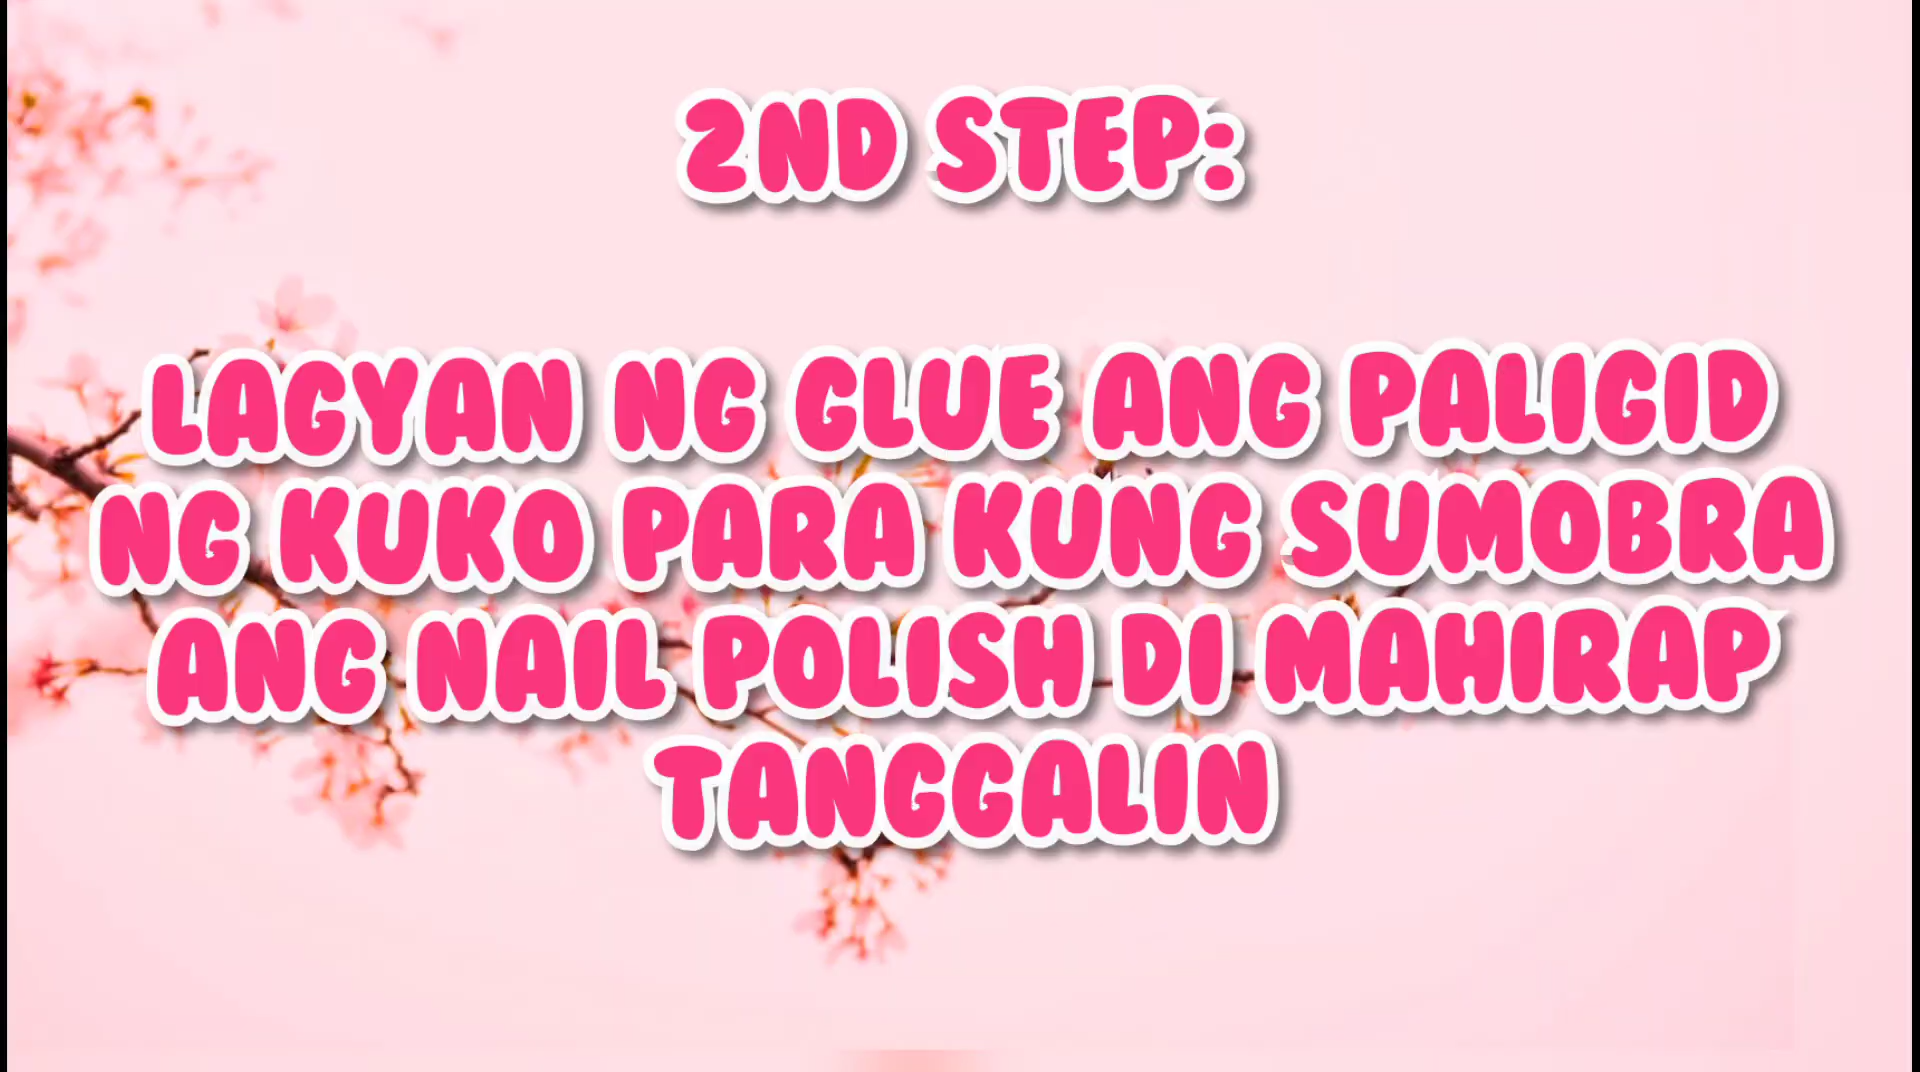 2ND STEP:
LAGYAN NG GLUE ANG PALIGID
NG KUKO PARA KUNG SUMOBRA
ANG NAIL POLISH DI MAHIRAP
TANGGALIN